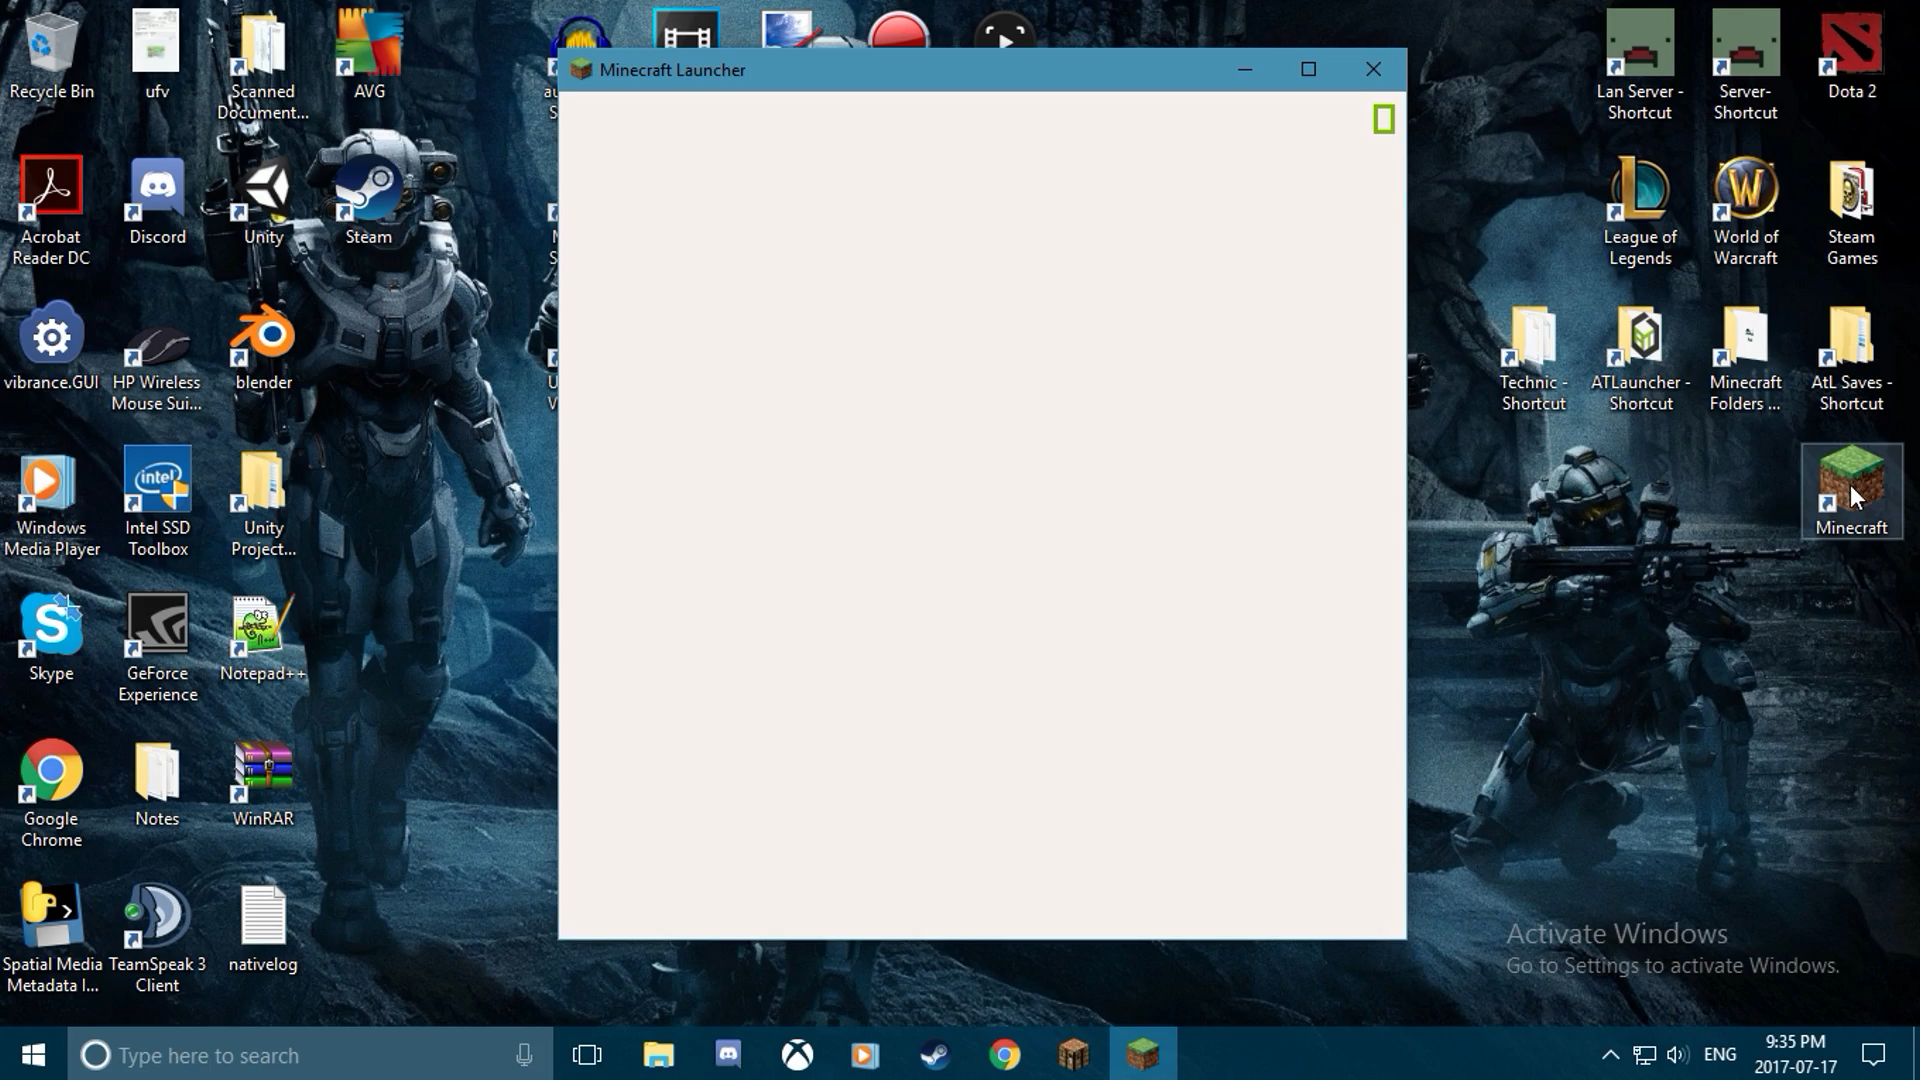 Minecraft Launcher
Recycle Bin
ufv
Scanned
Document...
AVG
Lan Server -
Shortcut
Server-
Shortcut
Dota 2
Acrobat
Reader DC
Discord
Unity
Steam
League of
Legends
World of
Warcraft
Steam
Games
vibrance.GUI
HP Wireless
Mouse Sui...
blender
Technic -
Shortcut
ATLauncher -
Shortcut
Minecraft
Folders ...
AtL Saves -
Shortcut
Windows
Media Player
intel
Intel SSD
Toolbox
Unity
Project...
Minecraft
Skype
GeForce
Experience
Notepad++
Google
Chrome
Notes
WinRAR
Spatial Media
Metadata I...
TeamSpeak 3
Client
nativelog
Activate Windows
Go to Settings to activate Windows.
Type here to search
ENG
9:35 PM
2017-07-17